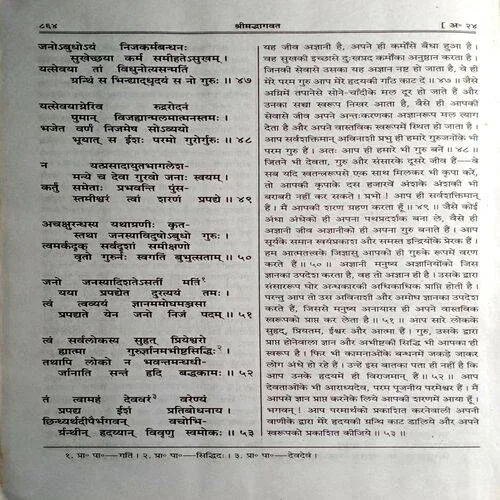 ८६४
श्रीमद्भागवत
[ अ० २४
जनोऽबुधोऽयं निजकर्मबन्धनः
सुखेच्छया कर्म समीहतेऽसुखम् ।
यत्सेवया तां विधुनोत्यसन्मतिं
ग्रन्थिं स भिन्द्याद्धृदयं स नो गुरुः ॥ ४७
यत्सेवयाग्नेरिव रुद्ररोदनं
पुमान् विजह्यान्मलमात्मनस्तमः ।
भजेत वर्णं निजमेष सोऽव्ययो
भूयात् स ईशः परमो गुरोर्गुरुः ॥ ४८
न यत्प्रसादायुतभागलेश-
मन्ये च देवा गुरवो जनाः स्वयम् ।
कर्तुं समेताः प्रभवन्ति पुंस-
स्तमीश्वरं त्वां शरणं प्रपद्ये ॥ ४९
अचक्षुरन्धस्य यथाग्रणीः कृत-
स्तथा जनस्याविदुषोऽबुधो गुरुः ।
त्वमर्कदृक् सर्वदृशां समीक्षणो
वृतो गुरुर्नः स्वगतिं बुभुत्सताम् ॥ ५०
जनो जनस्यादिशतेऽसतीं मतिं¹
यया प्रपद्येत दुरत्ययं तमः ।
त्वं त्वव्ययं ज्ञानममोघमञ्जसा
प्रपद्यते येन जनो निजं पदम् ॥ ५१
त्वं सर्वलोकस्य सुहृत् प्रियेश्वरो
ह्यात्मा गुरुर्ज्ञानमभीष्टसिद्धिः² ।
तथापि लोको न भवन्तमन्धधी-
र्जानाति सन्तं हृदि बद्धकामः ॥ ५२
तं त्वामहं देववरं³ वरेण्यं
प्रपद्य ईशं प्रतिबोधनाय ।
छिन्ध्यर्थदीपैर्भगवन् वचोभि-
र्ग्रन्थीन् हृदय्यान् विवृणु स्वमोकः ॥ ५३
यह जीव अज्ञानी है, अपने ही कर्मोंसे बँधा हुआ है।
वह सुखकी इच्छासे दुःखप्रद कर्मोंका अनुष्ठान करता है।
जिनकी सेवासे उसका यह अज्ञान नष्ट हो जाता है, वे ही
मेरे परम गुरु आप मेरे हृदयकी गाँठ काट दें ॥ ४७ ॥ जैसे
अग्निमें तपानेसे सोने-चाँदीके मल दूर हो जाते हैं और
उनका सच्चा स्वरूप निखर आता है, वैसे ही आपकी
सेवासे जीव अपने अन्तःकरणका अज्ञानरूप मल त्याग
देता है और अपने वास्तविक स्वरूपमें स्थित हो जाता है।
आप सर्वशक्तिमान् अविनाशी प्रभु ही हमारे गुरुजनोंके भी
परम गुरु हैं। अतः आप ही हमारे भी गुरु बनें ॥ ४८ ॥
जितने भी देवता, गुरु और संसारके दूसरे जीव हैं—वे
सब यदि स्वतन्त्ररूपसे एक साथ मिलकर भी कृपा करें,
तो आपकी कृपाके दस हजारवें अंशके अंशकी भी
बराबरी नहीं कर सकते। प्रभो! आप ही सर्वशक्तिमान्
हैं। मैं आपकी शरण ग्रहण करता हूँ ॥ ४९ ॥ जैसे कोई
अंधा अंधेको ही अपना पथप्रदर्शक बना ले, वैसे ही
अज्ञानी जीव अज्ञानीको ही अपना गुरु बनाते हैं। आप
सूर्यके समान स्वयंप्रकाश और समस्त इन्द्रियोंके प्रेरक हैं।
हम आत्मतत्त्वके जिज्ञासु आपको ही गुरुके रूपमें वरण
करते हैं ॥ ५० ॥ अज्ञानी मनुष्य अज्ञानियोंको जिस
ज्ञानका उपदेश करता है, वह तो अज्ञान ही है। उसके द्वारा
संसाररूप घोर अन्धकारकी अधिकाधिक प्राप्ति होती है।
परन्तु आप तो उस अविनाशी और अमोघ ज्ञानका उपदेश
करते हैं, जिससे मनुष्य अनायास ही अपने वास्तविक
स्वरूपको प्राप्त कर लेता है ॥ ५१ ॥ आप सारे लोकके
सुहृद्, प्रियतम, ईश्वर और आत्मा हैं। गुरु, उसके द्वारा
प्राप्त होनेवाला ज्ञान और अभीष्टकी सिद्धि भी आपका ही
स्वरूप है। फिर भी कामनाओंके बन्धनमें जकड़े जाकर
लोग अंधे हो रहे हैं। उन्हें इस बातका पता ही नहीं है कि
आप उनके हृदयमें ही विराजमान हैं ॥ ५२ ॥ आप
देवताओंके भी आराध्यदेव, परम पूजनीय परमेश्वर हैं। मैं
आपसे ज्ञान प्राप्त करनेके लिये आपकी शरणमें आया हूँ।
भगवन्! आप परमार्थको प्रकाशित करनेवाली अपनी
वाणीके द्वारा मेरे हृदयकी ग्रन्थि काट डालिये और अपने
स्वरूपको प्रकाशित कीजिये ॥ ५३ ॥
१. प्रा० पा०—गतिं। २. प्रा० पा०—सिद्धिदः। ३. प्रा० पा०—देवदेवं।